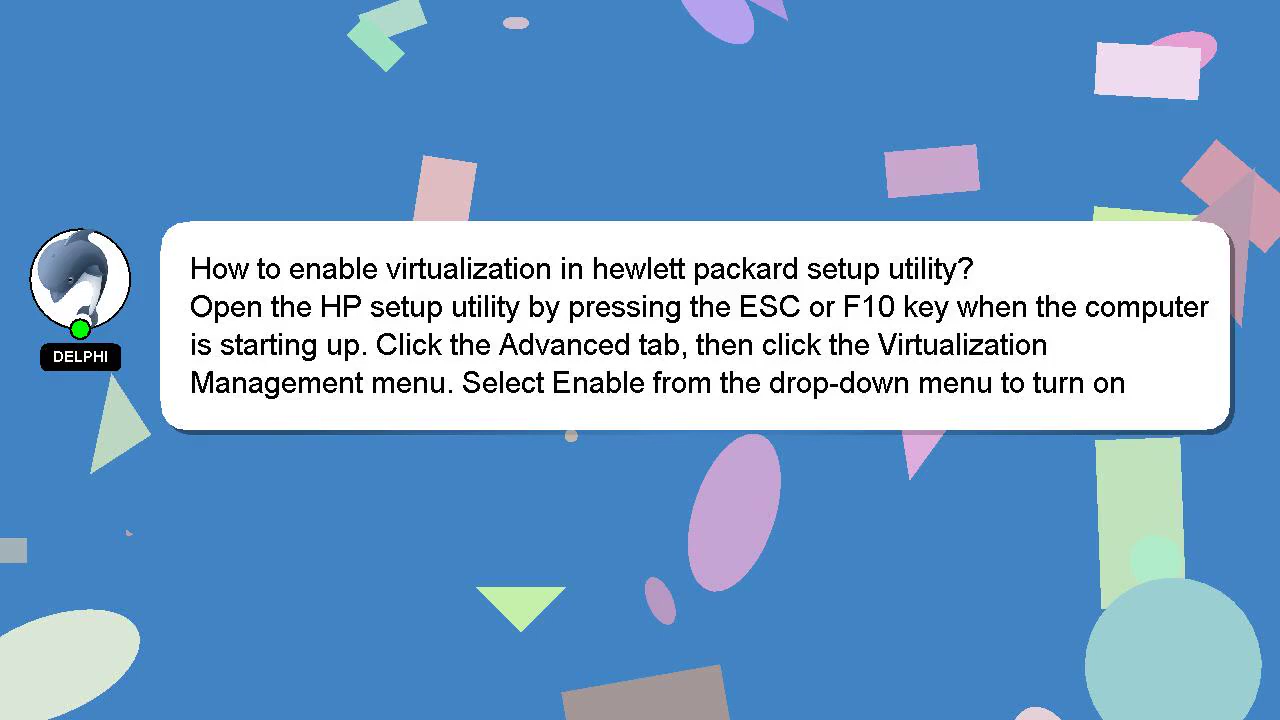 How to enable virtualization in hewlett packard setup utility?
Open the HP setup utility by pressing the ESC or F10 key when the computer
is starting up. Click the Advanced tab, then click the Virtualization
Management menu. Select Enable from the drop-down menu to turn on
DELPHI